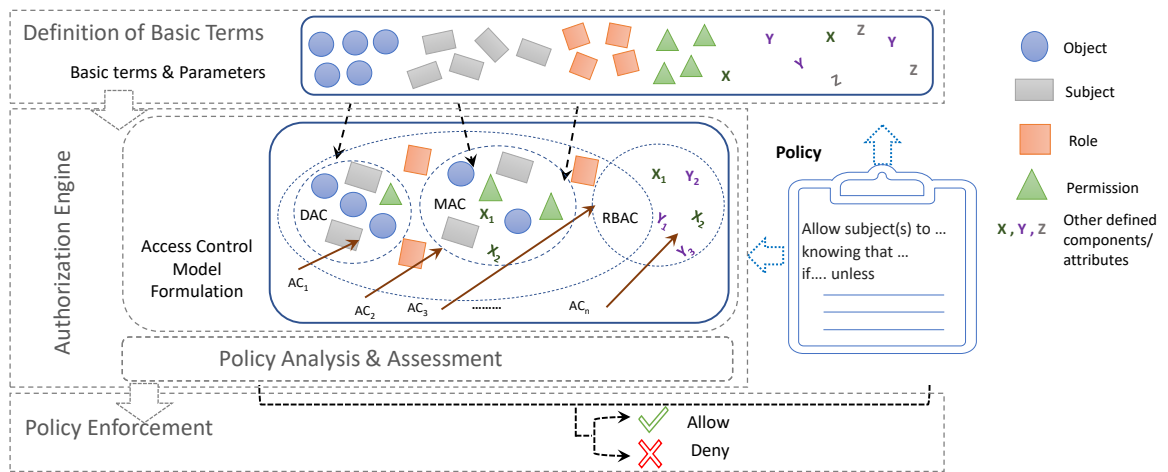 Definition of Basic Terms
Basic terms & Parameters
Y
X
Z
Y
Y
X
Z
Z
Object
Subject
Role
Permission
X , Y , Z
Other defined
components/
attributes
Authorization Engine
Access Control
Model
Formulation
DAC
MAC
X1
X2
RBAC
X1
Y2
Y1
X2
Y3
AC1
AC2
AC3
.........
ACn
Policy
Allow subject(s) to ...
knowing that ...
if.... unless
Policy Analysis & Assessment
Policy Enforcement
Allow
Deny